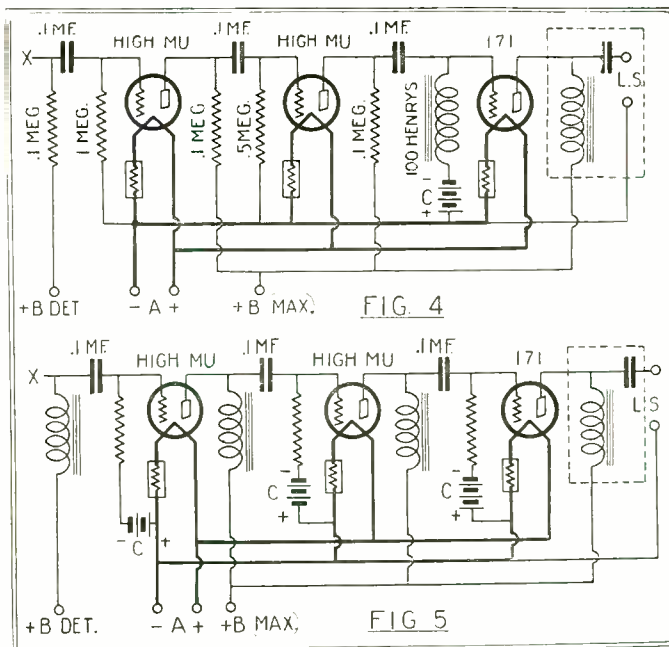 .1 MF. HIGH MU .1 MF. HIGH MU .1 MF. 171
X
L.S.
.1 MEG. 1 MEG. .1 MEG. .5 MEG. .1 MEG. 100 HENRYS
- C +
+B DET - A + +B MAX. FIG. 4
.1 MF. HIGH MU .1 MF. HIGH MU .1 MF. 171
X
L.S
- C + - C + - C +
+B DET. - A + +B MAX. FIG 5